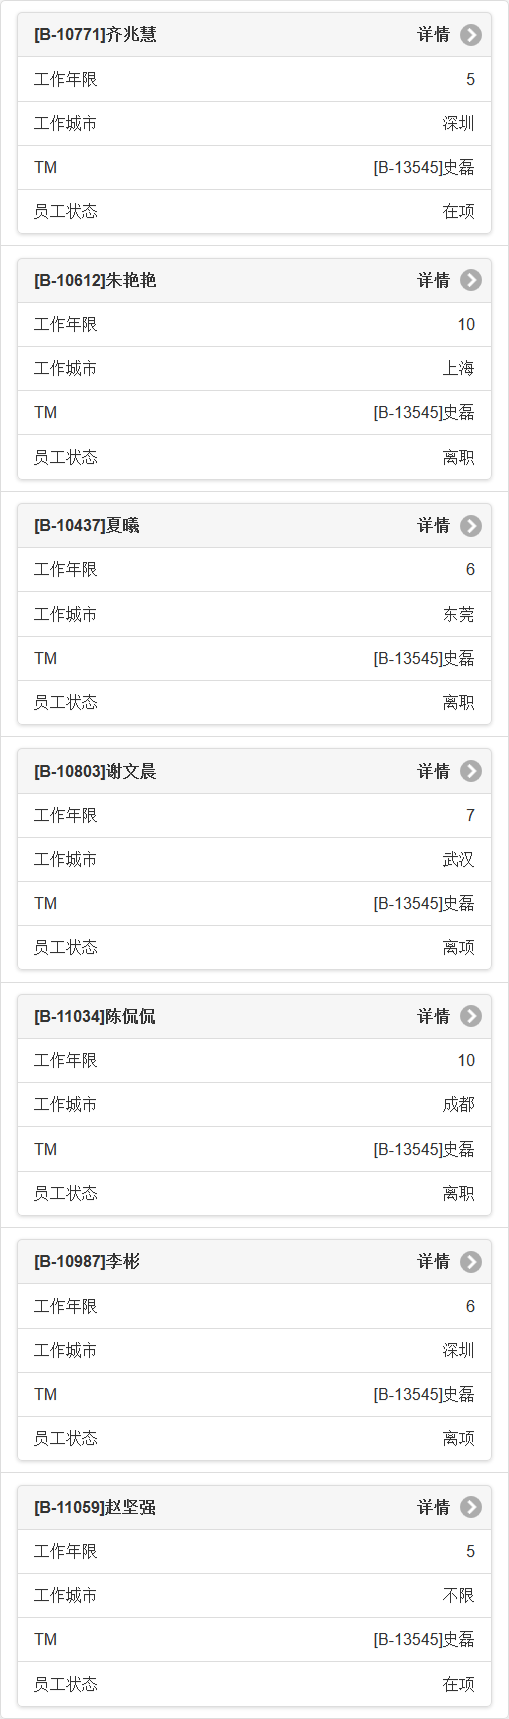 [B-10771]齐兆慧 详情
工作年限 5
工作城市 深圳
TM [B-13545]史磊
员工状态 在项
[B-10612]朱艳艳 详情
工作年限 10
工作城市 上海
TM [B-13545]史磊
员工状态 离职
[B-10437]夏曦 详情
工作年限 6
工作城市 东莞
TM [B-13545]史磊
员工状态 离职
[B-10803]谢文晨 详情
工作年限 7
工作城市 武汉
TM [B-13545]史磊
员工状态 离项
[B-11034]陈侃侃 详情
工作年限 10
工作城市 成都
TM [B-13545]史磊
员工状态 离职
[B-10987]李彬 详情
工作年限 6
工作城市 深圳
TM [B-13545]史磊
员工状态 离项
[B-11059]赵坚强 详情
工作年限 5
工作城市 不限
TM [B-13545]史磊
员工状态 在项